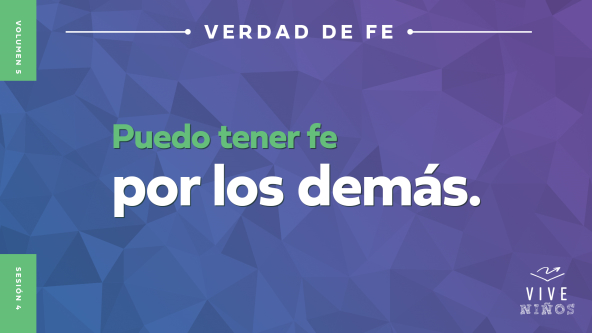 VOLUMEN 5
VERDAD DE FE
Puedo tener fe
por los demás.
SESIÓN 4
VIVE
NIÑOS